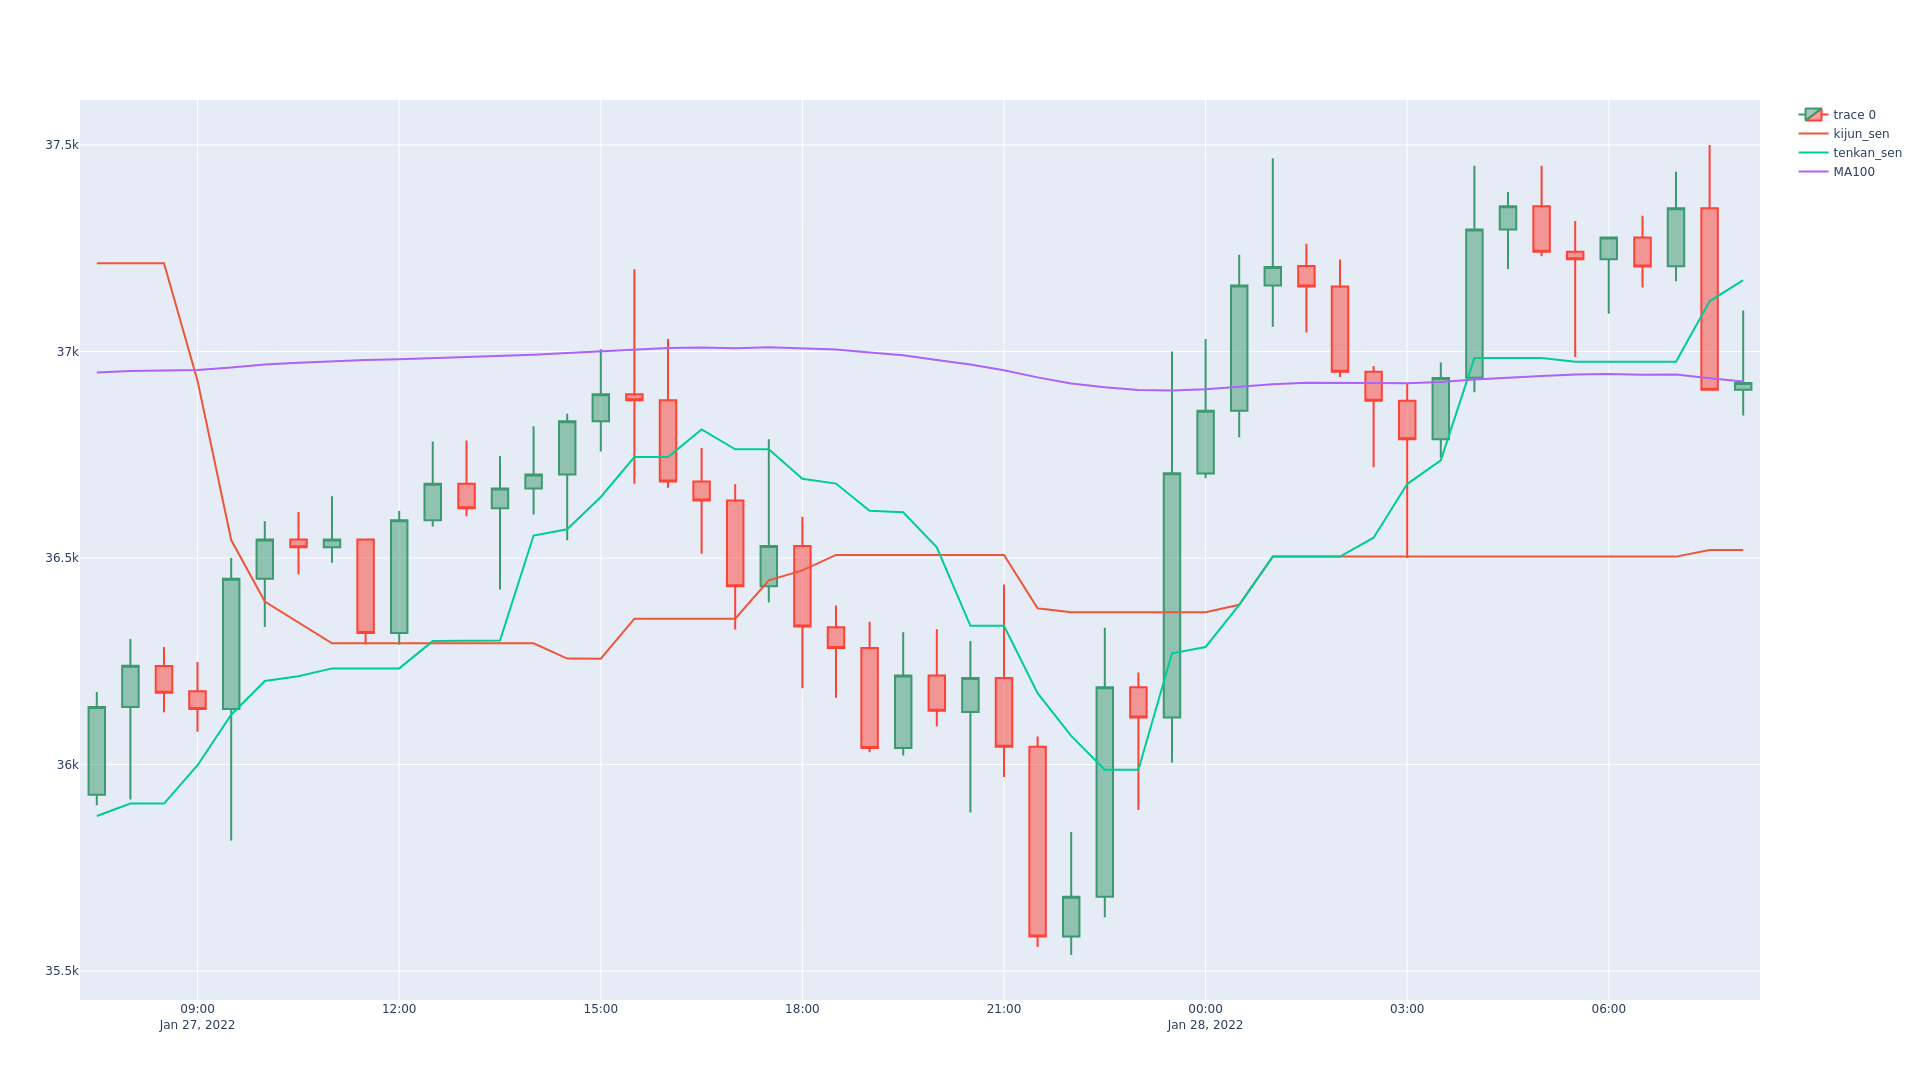 trace 0
kijun_sen
tenkan_sen
MA100
37.5k
37k
36.5k
36k
35.5k
09:00
Jan 27, 2022
12:00
15:00
18:00
21:00
00:00
Jan 28, 2022
03:00
06:00